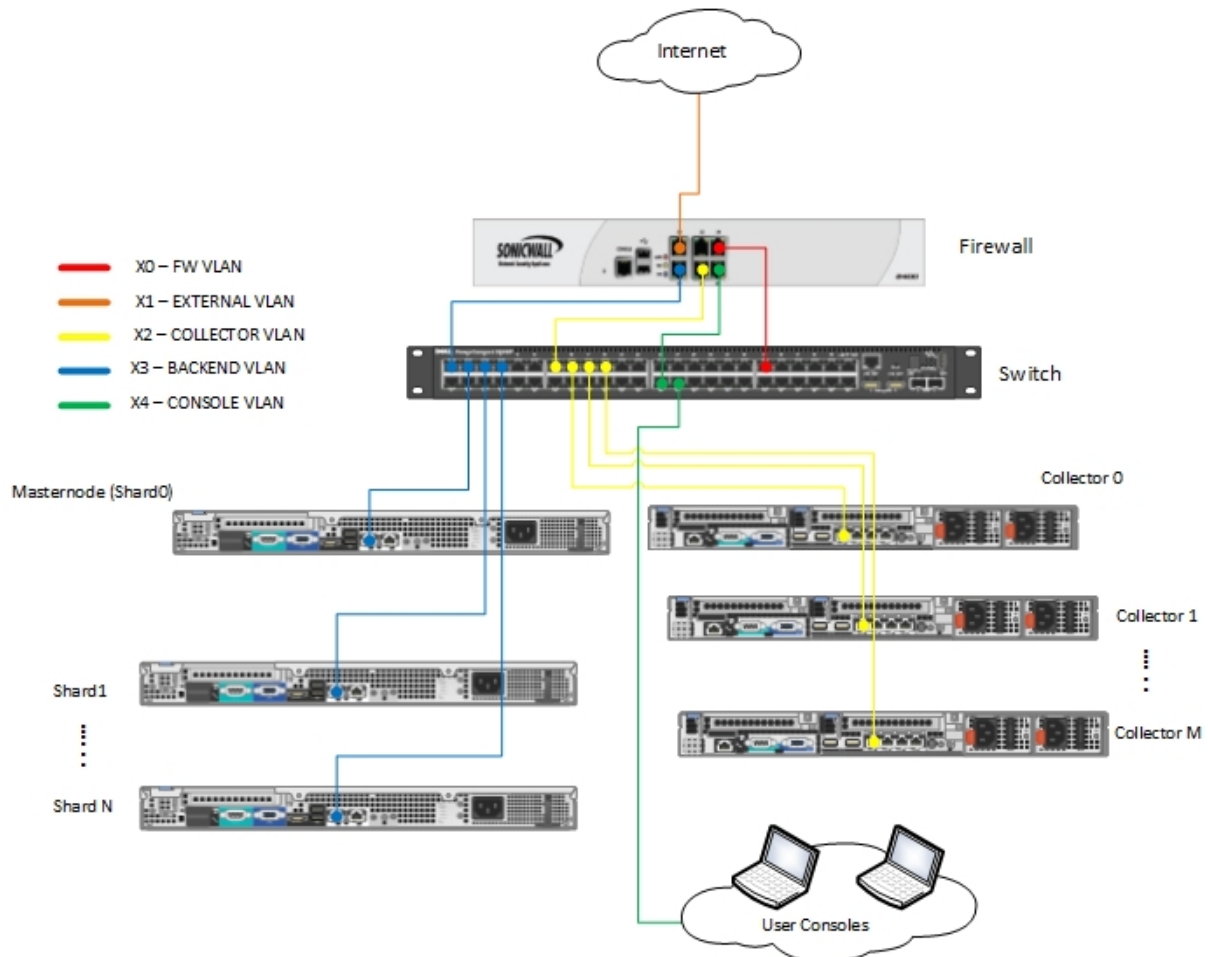 Internet
SONICWALL
Firewall
X0 – FW VLAN
X1 – EXTERNAL VLAN
X2 – COLLECTOR VLAN
X3 – BACKEND VLAN
X4 – CONSOLE VLAN
Switch
Masternode (Shard0)
Collector 0
Collector 1
Shard1
Collector M
Shard N
User Consoles